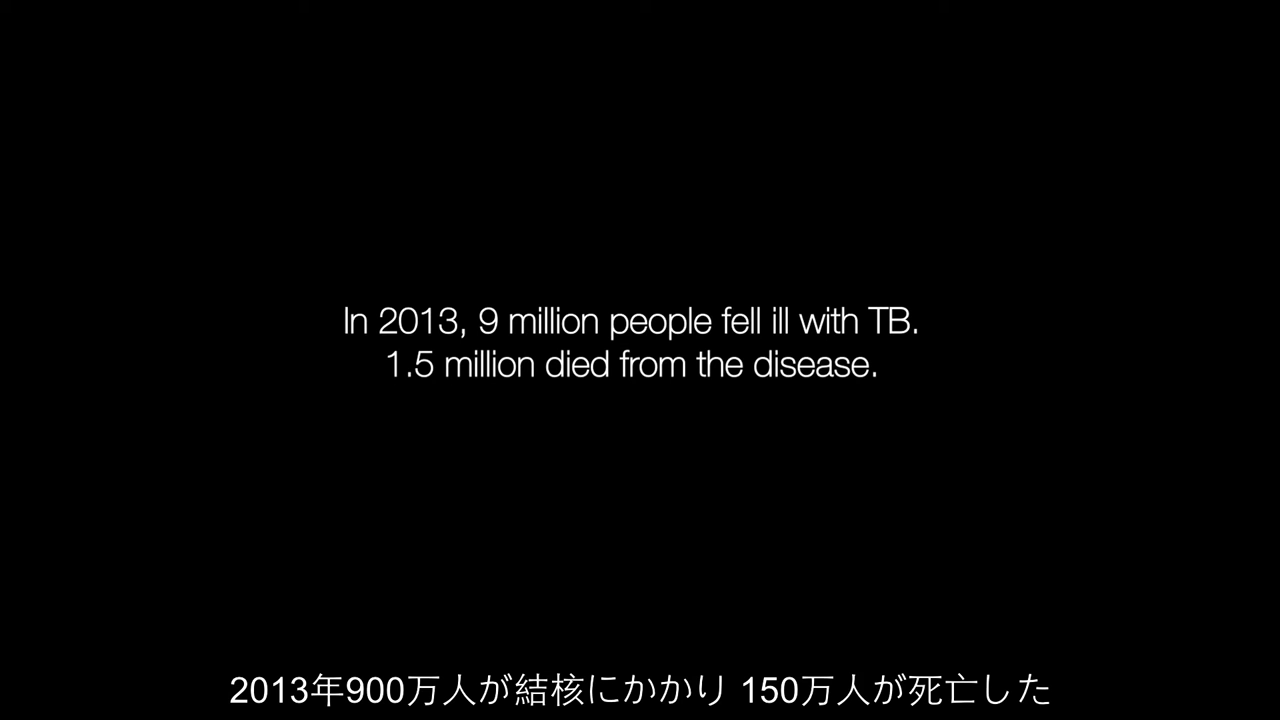 In 2013, 9 million people fell ill with TB.
1.5 million died from the disease.
2013年900万人が結核にかかり 150万人が死亡した